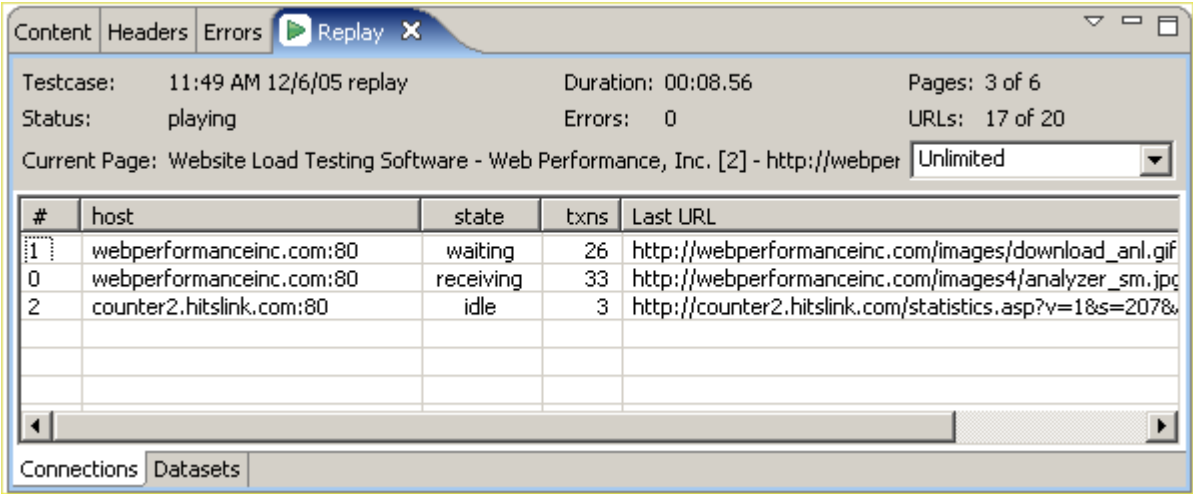 Content Headers Errors Replay
Testcase: 11:49 AM 12/6/05 replay Duration: 00:08.56 Pages: 3 of 6
Status: playing Errors: 0 URLs: 17 of 20
Current Page: Website Load Testing Software - Web Performance, Inc. [2] - http://webper Unlimited
# host state txns Last URL
1 webperformanceinc.com:80 waiting 26 http://webperformanceinc.com/images/download_anl.gif
0 webperformanceinc.com:80 receiving 33 http://webperformanceinc.com/images4/analyzer_sm.jpg
2 counter2.hitslink.com:80 idle 3 http://counter2.hitslink.com/statistics.asp?v=1&s=207&
Connections Datasets